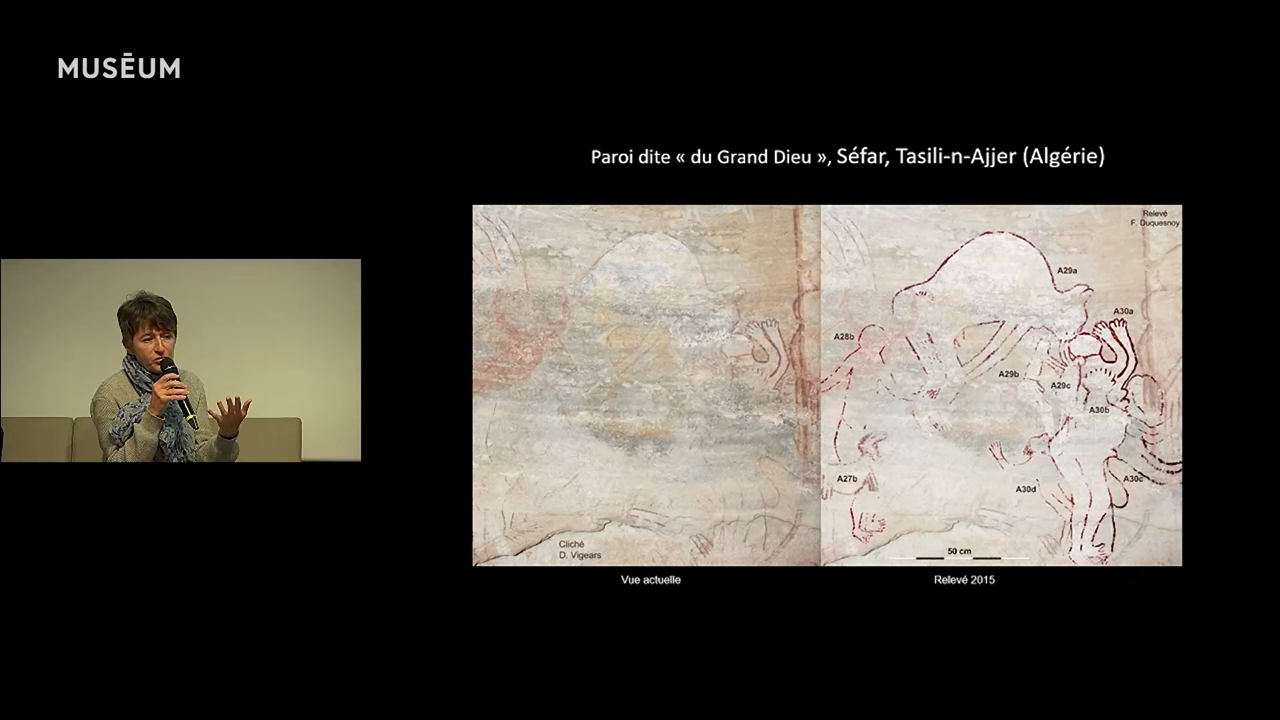 MUSĒUM
Paroi dite « du Grand Dieu », Séfar, Tasili-n-Ajjer (Algérie)
Relevé
F. Duquesnoy
A29a
A30a
A28b
A29b
A29c
A30b
A27b
A30d
A30c
Cliché
D. Vigears
50 cm
Vue actuelle
Relevé 2015